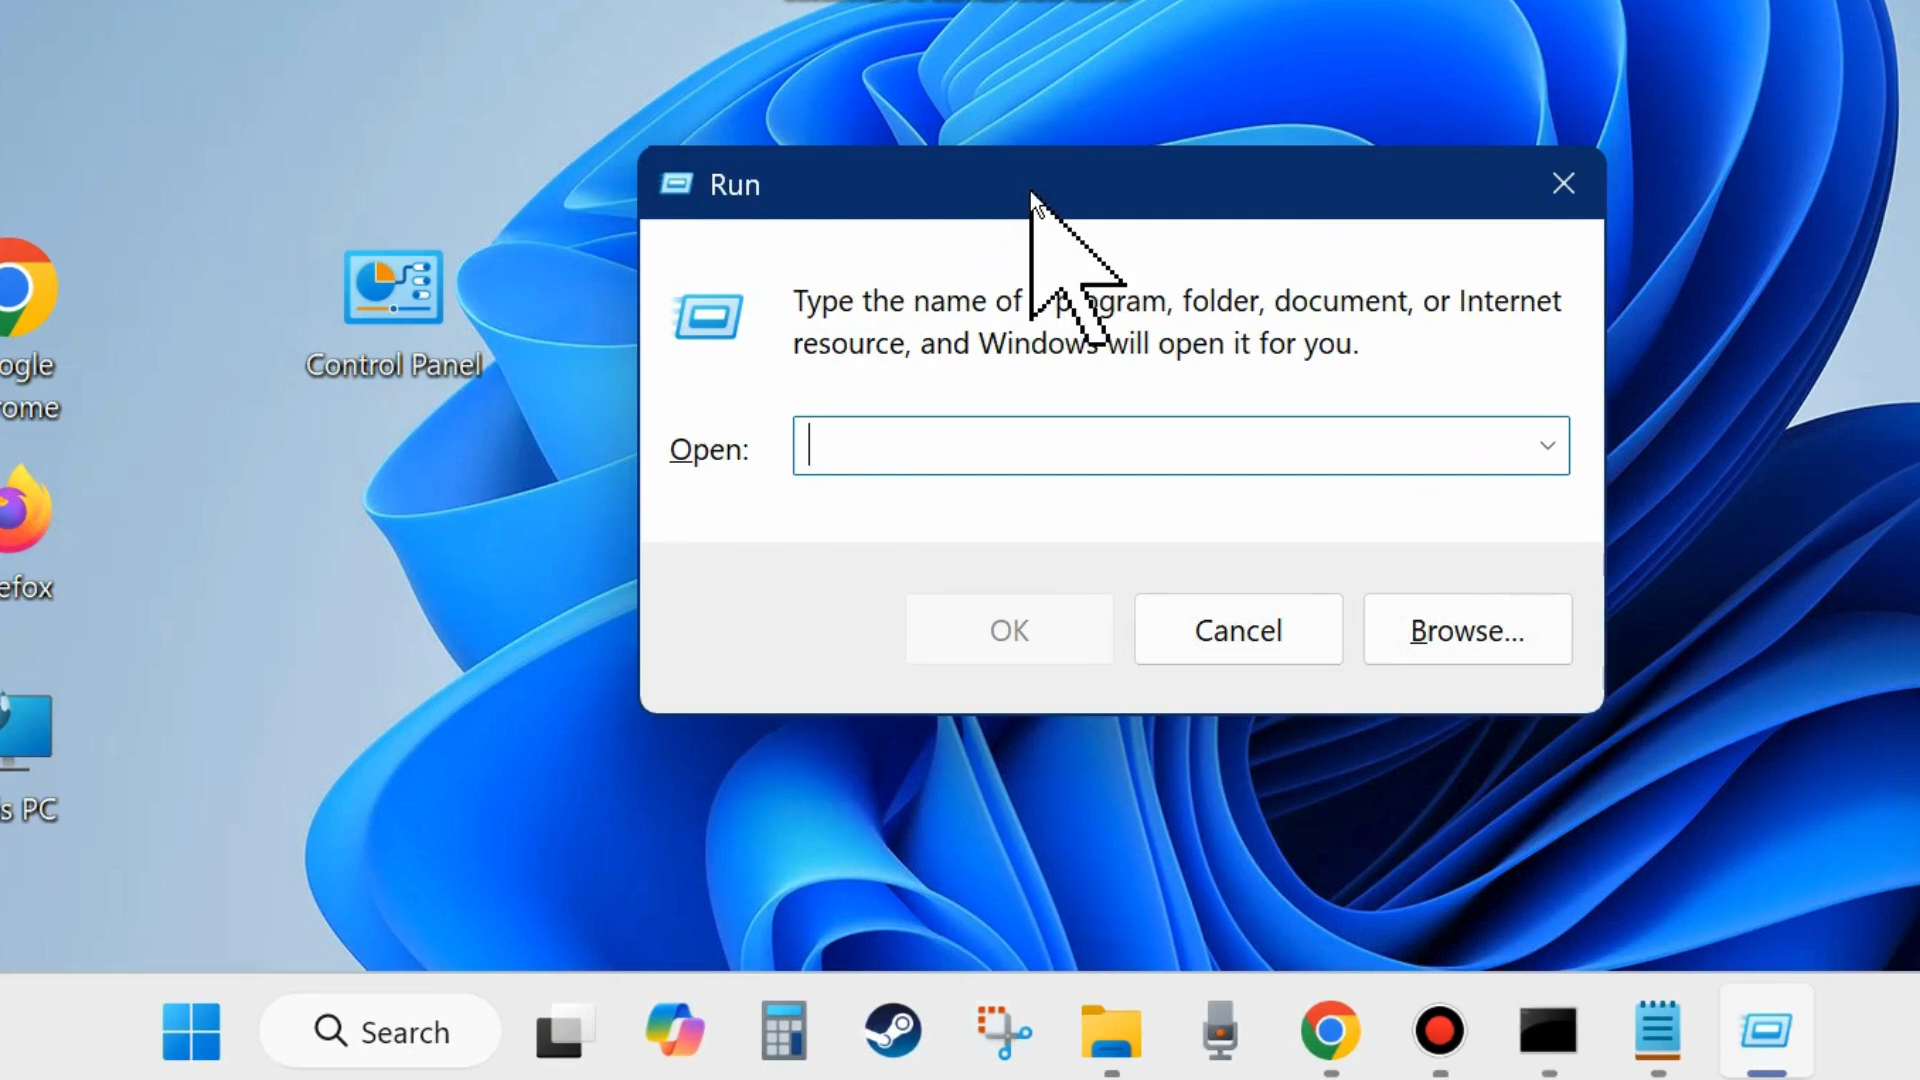 Run
Type the name of program, folder, document, or Internet
resource, and Windows will open it for you.
Open:
OK
Cancel
Browse...
Control Panel
ogle
ome
efox
s PC
Search